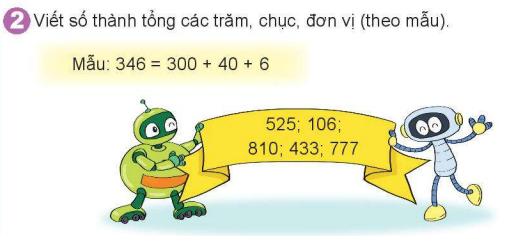 2 Viết số thành tổng các trăm, chục, đơn vị (theo mẫu).
Mẫu: 346 = 300 + 40 + 6
525; 106;
810; 433; 777